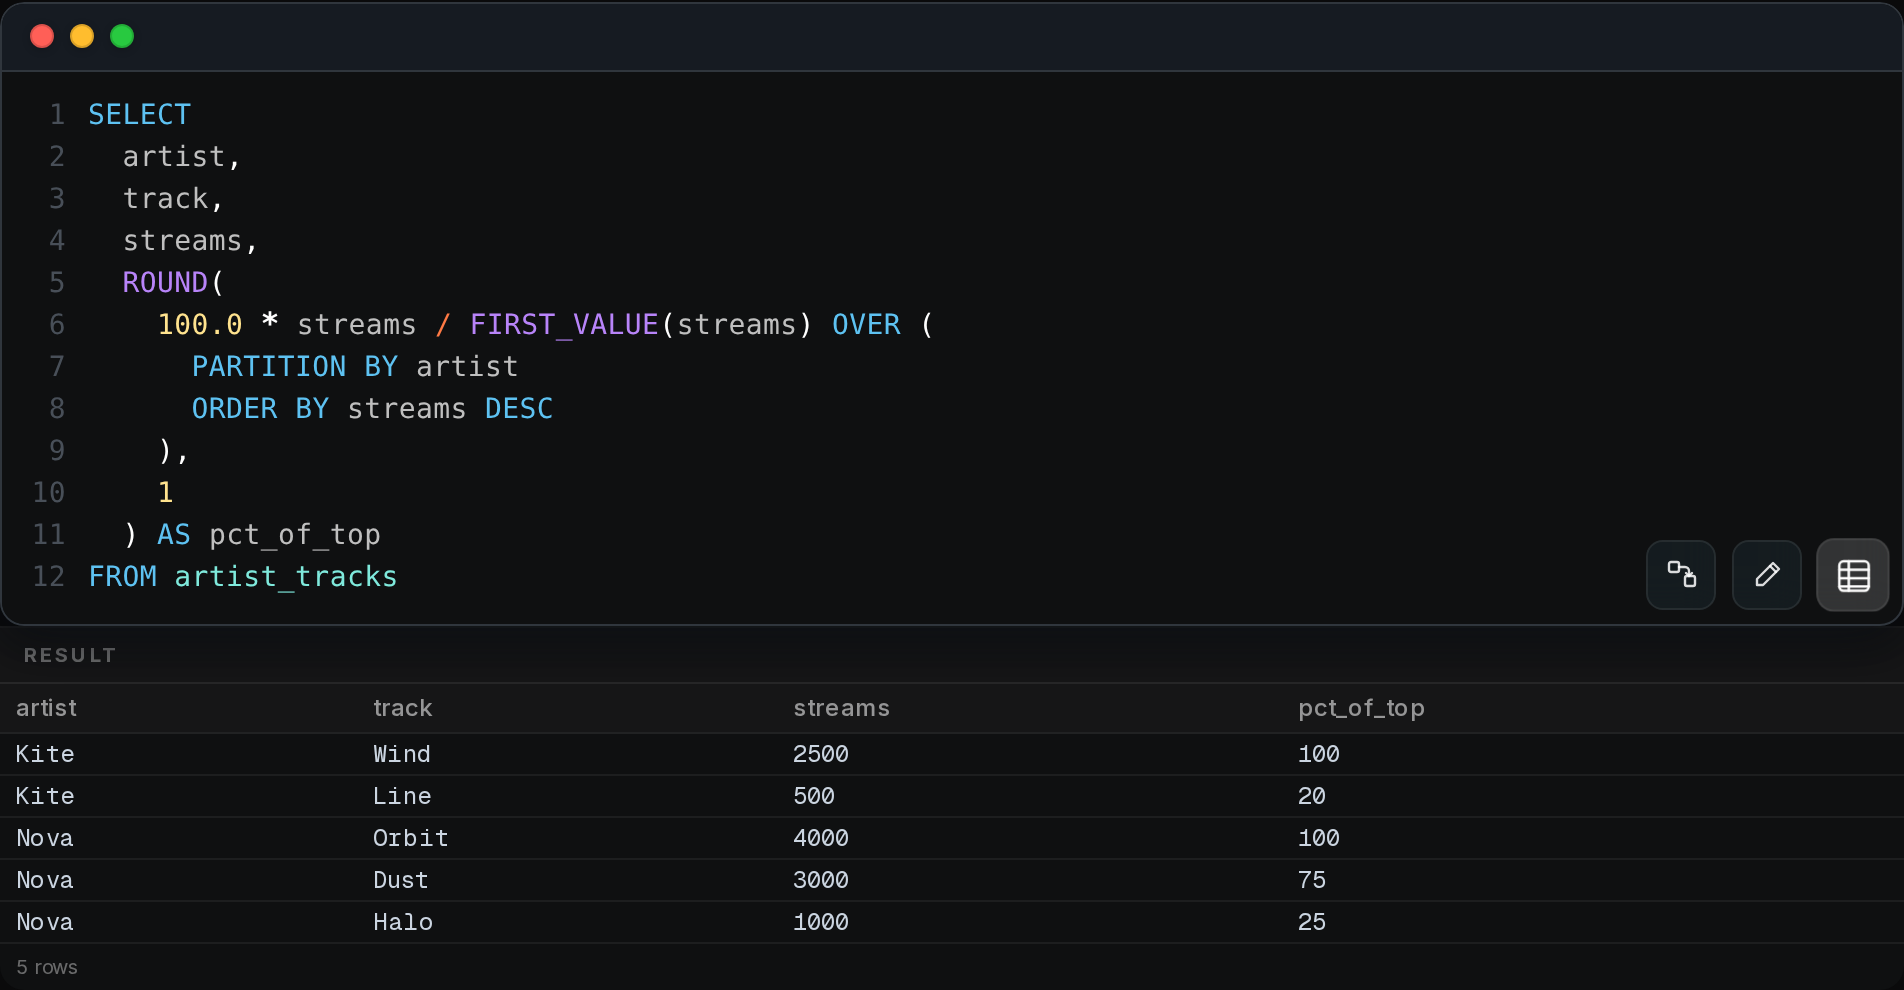 1 SELECT
2   artist,
3   track,
4   streams,
5   ROUND(
6     100.0 * streams / FIRST_VALUE(streams) OVER (
7       PARTITION BY artist
8       ORDER BY streams DESC
9     ),
10     1
11   ) AS pct_of_top
12 FROM artist_tracks
RESULT
artist track streams pct_of_top
Kite Wind 2500 100
Kite Line 500 20
Nova Orbit 4000 100
Nova Dust 3000 75
Nova Halo 1000 25
5 rows